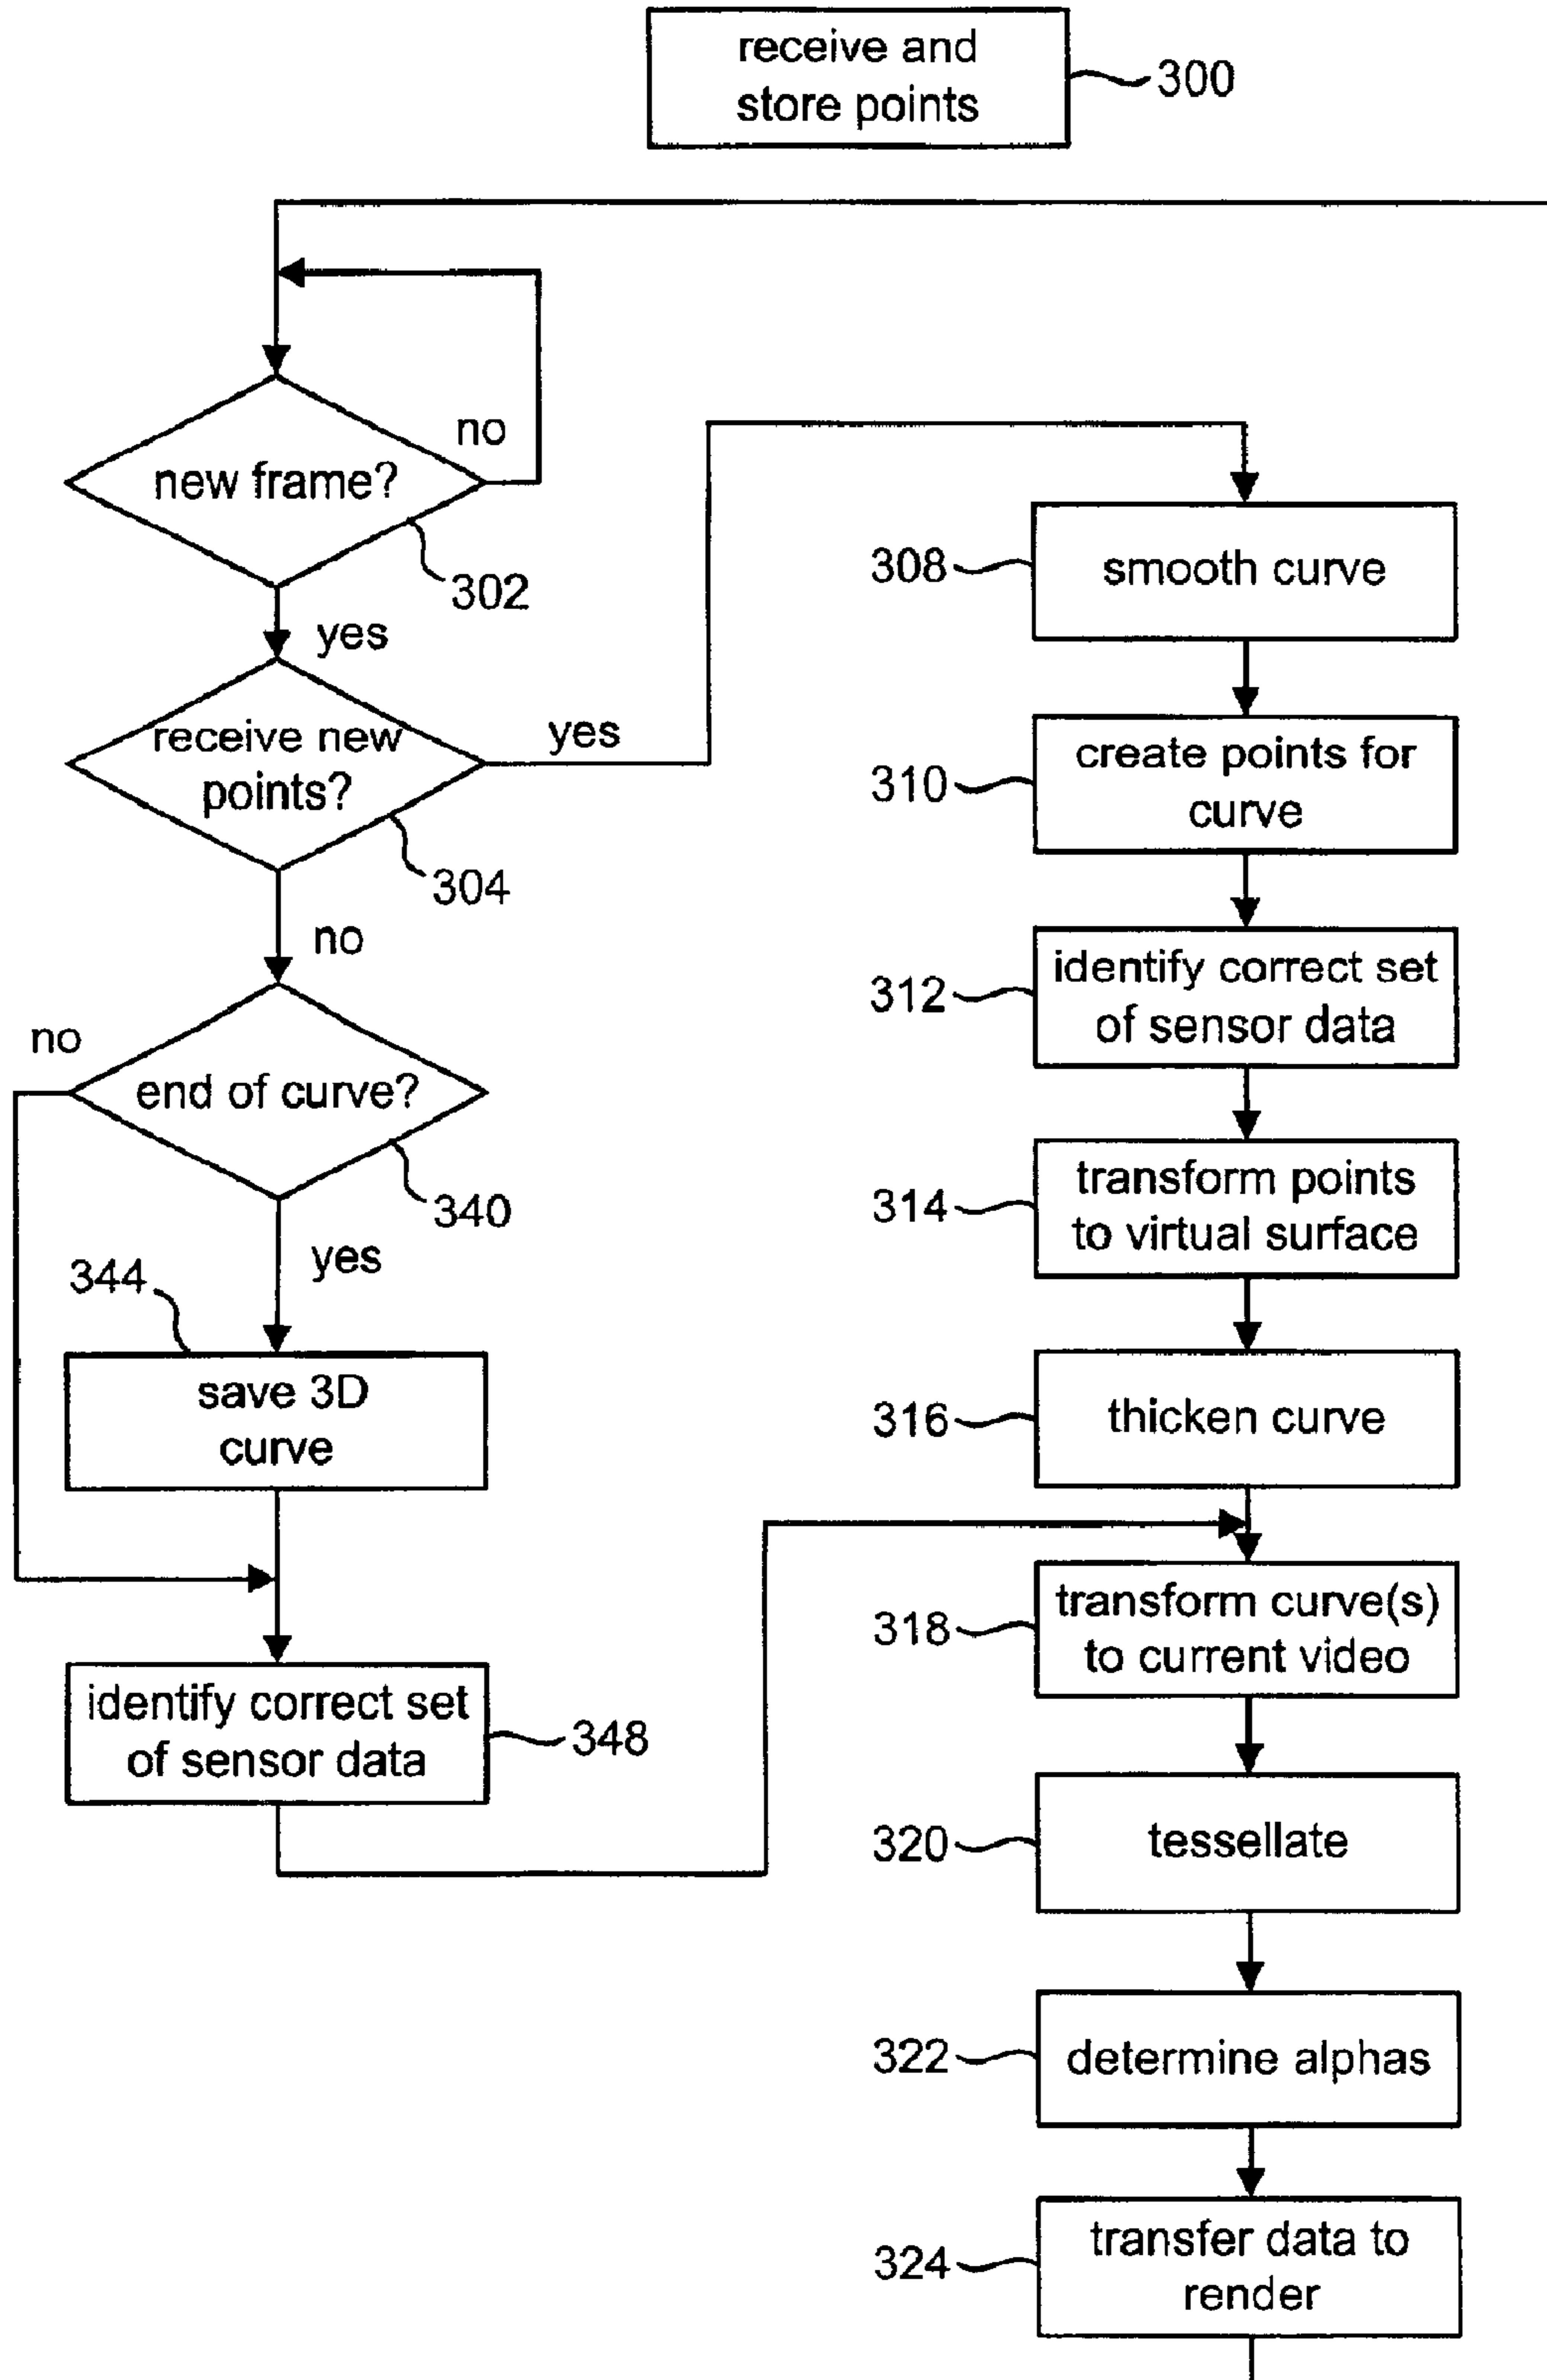 receive and
store points
300
no
new frame?
302
yes
receive new
points?
304
yes
no
no
end of curve?
340
yes
344
save 3D
curve
identify correct set
of sensor data
348
308
smooth curve
310
create points for
curve
312
identify correct set
of sensor data
314
transform points
to virtual surface
316
thicken curve
318
transform curve(s)
to current video
320
tessellate
322
determine alphas
324
transfer data to
render